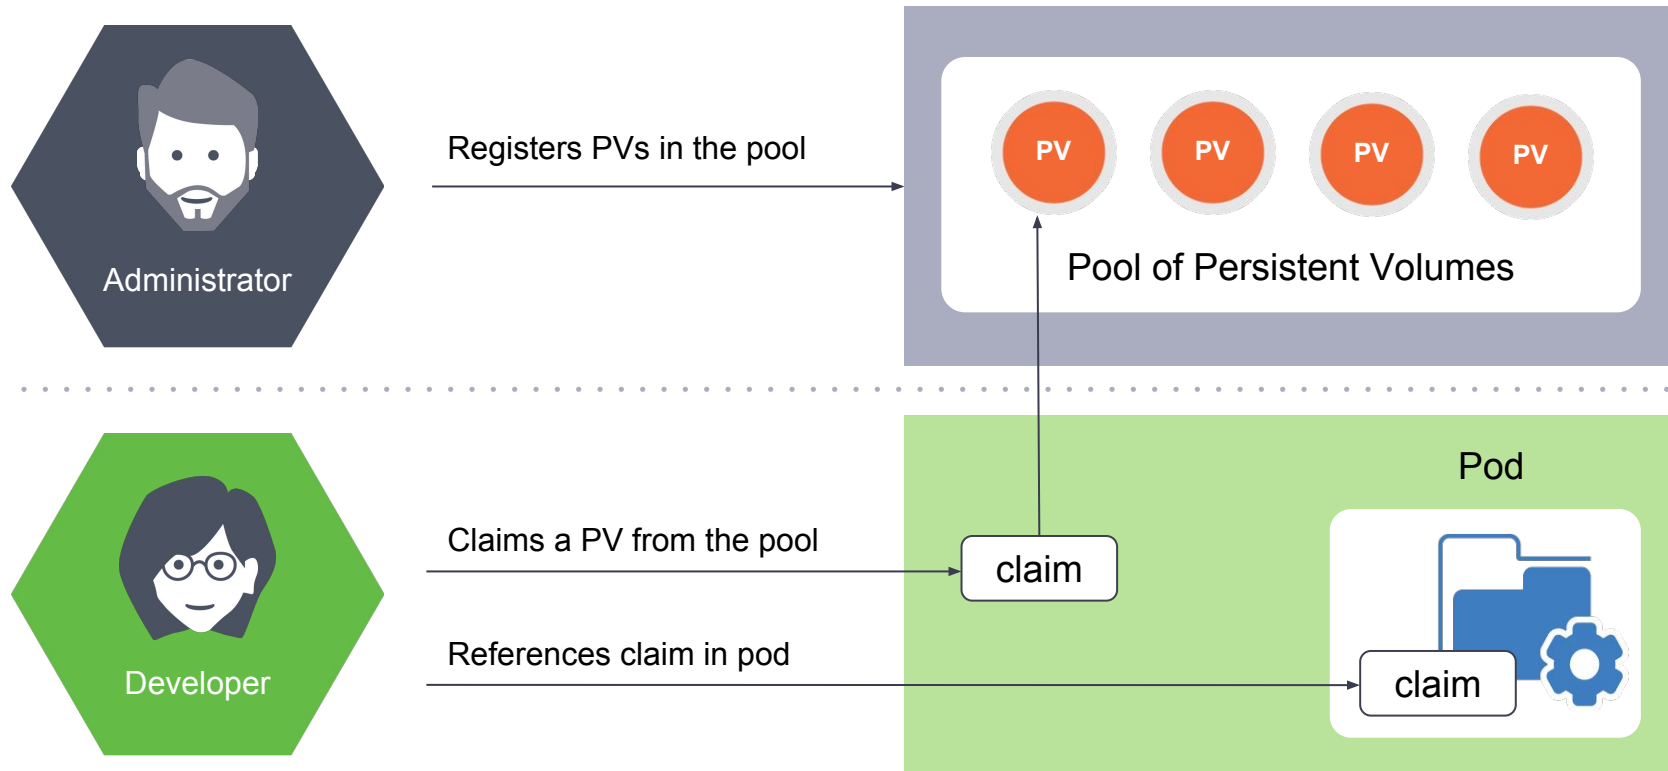 Administrator
Registers PVs in the pool
PV
PV
PV
PV
Pool of Persistent Volumes
Developer
Claims a PV from the pool
claim
References claim in pod
Pod
claim